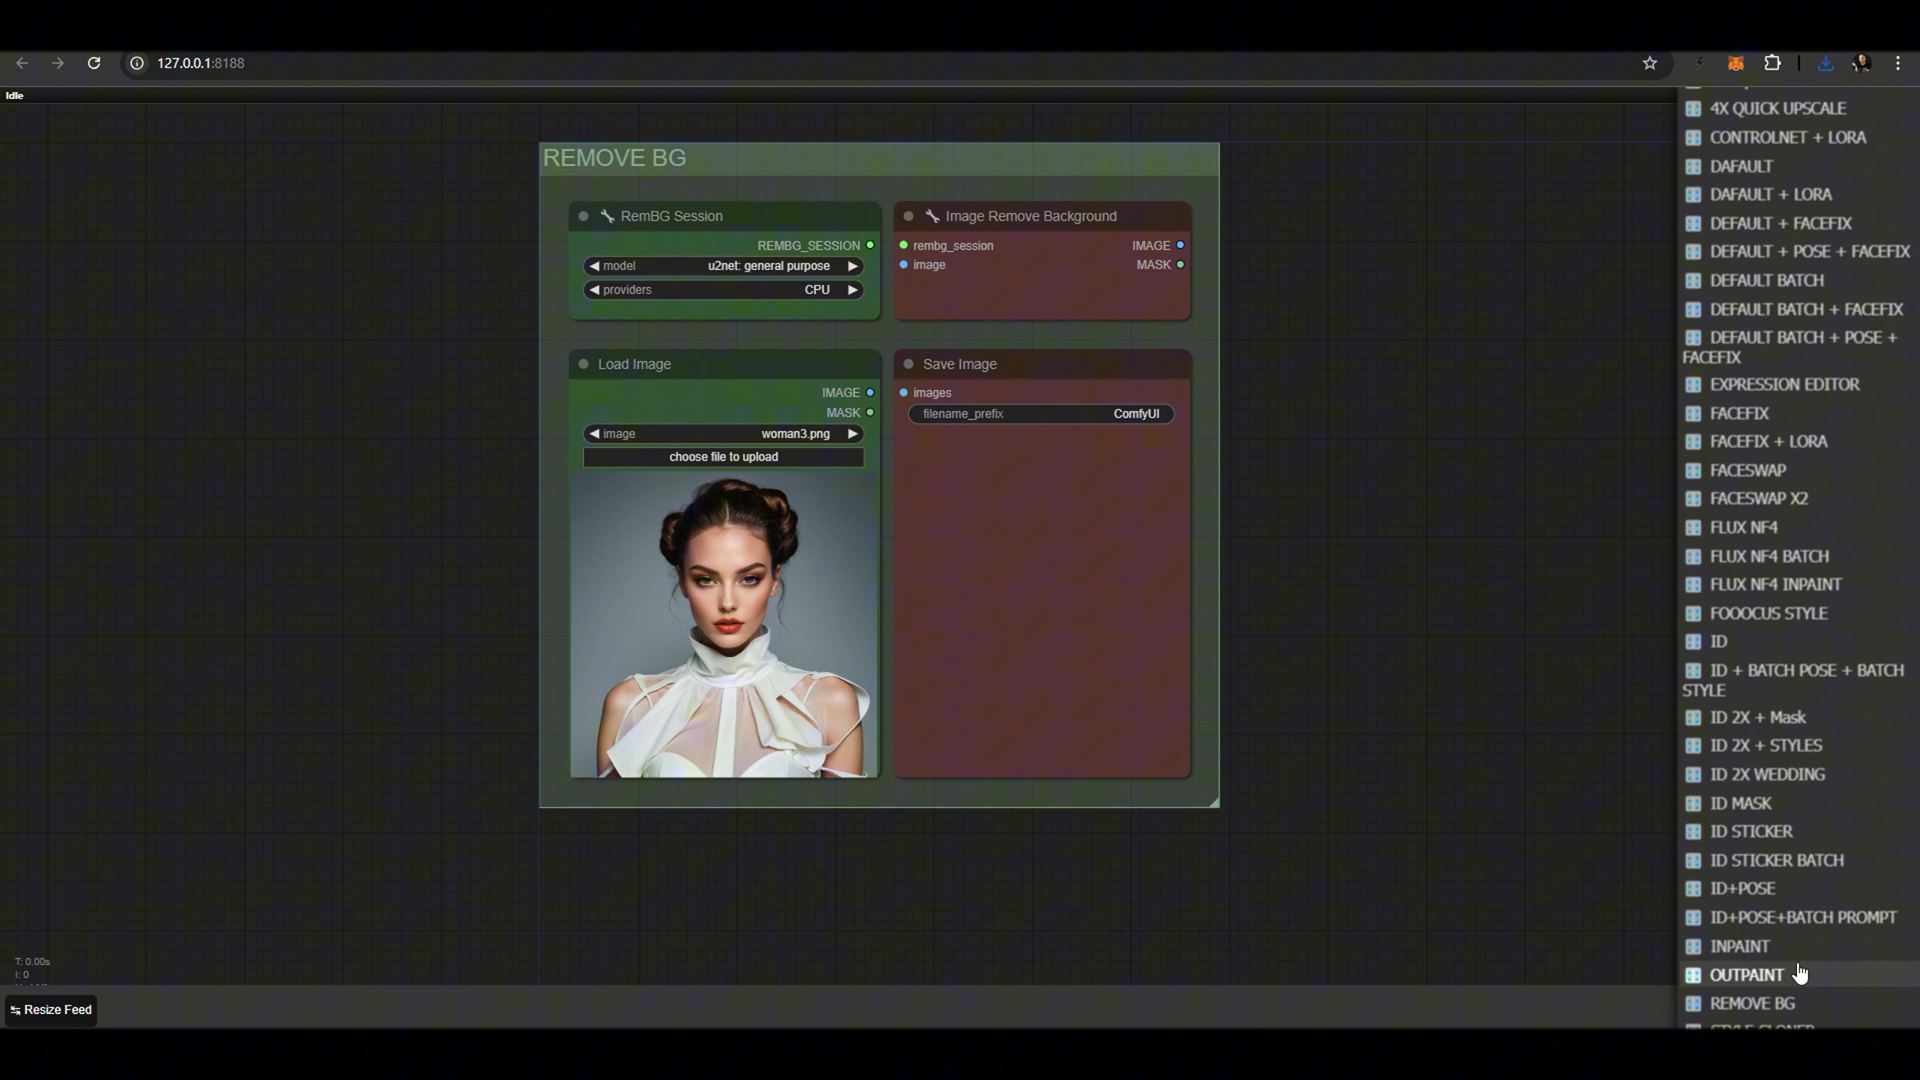 127.0.0.1:8188
Idle
REMOVE BG
RemBG Session
REMBG_SESSION
model u2net: general purpose
providers CPU
Image Remove Background
rembg_session IMAGE
image MASK
Load Image
IMAGE
MASK
image woman3.png
choose file to upload
Save Image
images
filename_prefix ComfyUI
4X QUICK UPSCALE
CONTROLNET + LORA
DAFAULT
DAFAULT + LORA
DEFAULT + FACEFIX
DEFAULT + POSE + FACEFIX
DEFAULT BATCH
DEFAULT BATCH + FACEFIX
DEFAULT BATCH + POSE +
FACEFIX
EXPRESSION EDITOR
FACEFIX
FACEFIX + LORA
FACESWAP
FACESWAP X2
FLUX NF4
FLUX NF4 BATCH
FLUX NF4 INPAINT
FOOOCUS STYLE
ID
ID + BATCH POSE + BATCH
STYLE
ID 2X + Mask
ID 2X + STYLES
ID 2X WEDDING
ID MASK
ID STICKER
ID STICKER BATCH
ID+POSE
ID+POSE+BATCH PROMPT
INPAINT
OUTPAINT
REMOVE BG
STYLE CLONER
T: 0.00s
I: 0
Resize Feed